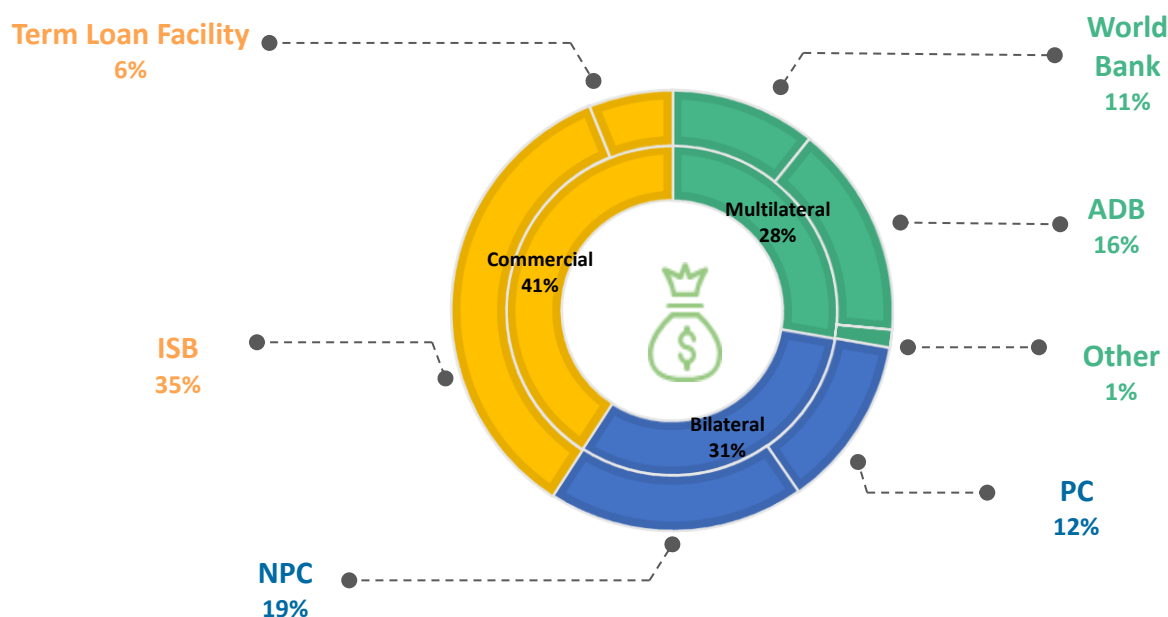 Term Loan Facility
6%
World
Bank
11%
Multilateral
28%
ADB
16%
Commercial
41%
$
ISB
35%
Other
1%
Bilateral
31%
PC
12%
NPC
19%